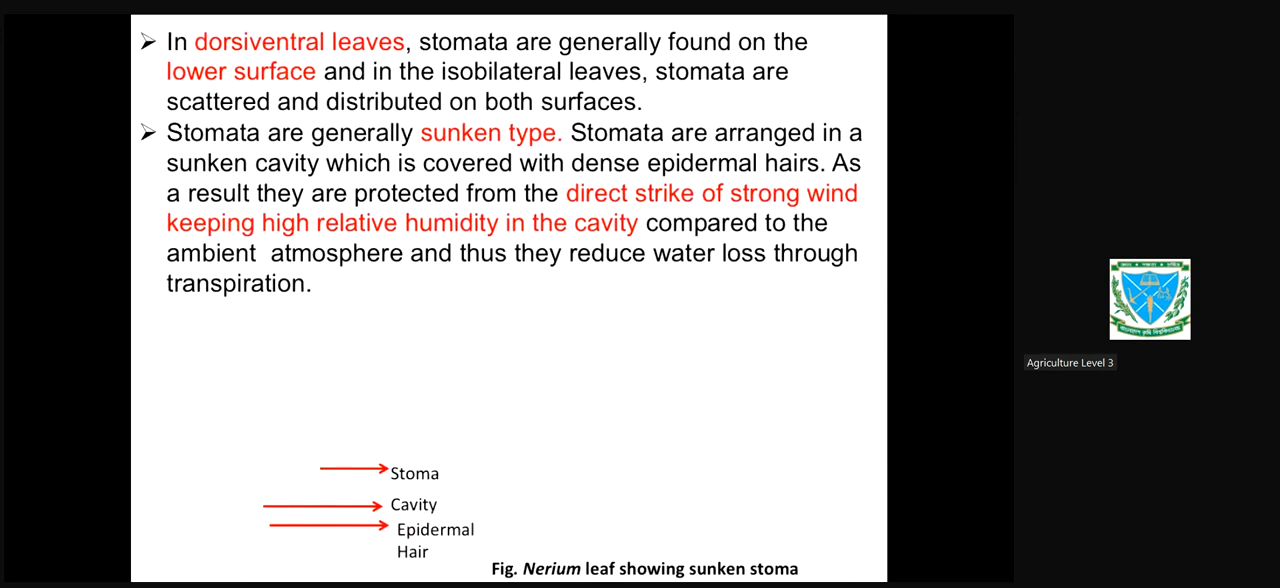 ➢ In dorsiventral leaves, stomata are generally found on the
lower surface and in the isobilateral leaves, stomata are
scattered and distributed on both surfaces.
➢ Stomata are generally sunken type. Stomata are arranged in a
sunken cavity which is covered with dense epidermal hairs. As
a result they are protected from the direct strike of strong wind
keeping high relative humidity in the cavity compared to the
ambient atmosphere and thus they reduce water loss through
transpiration.
Stoma
Cavity
Epidermal
Hair
Fig. Nerium leaf showing sunken stoma
Agriculture Level 3